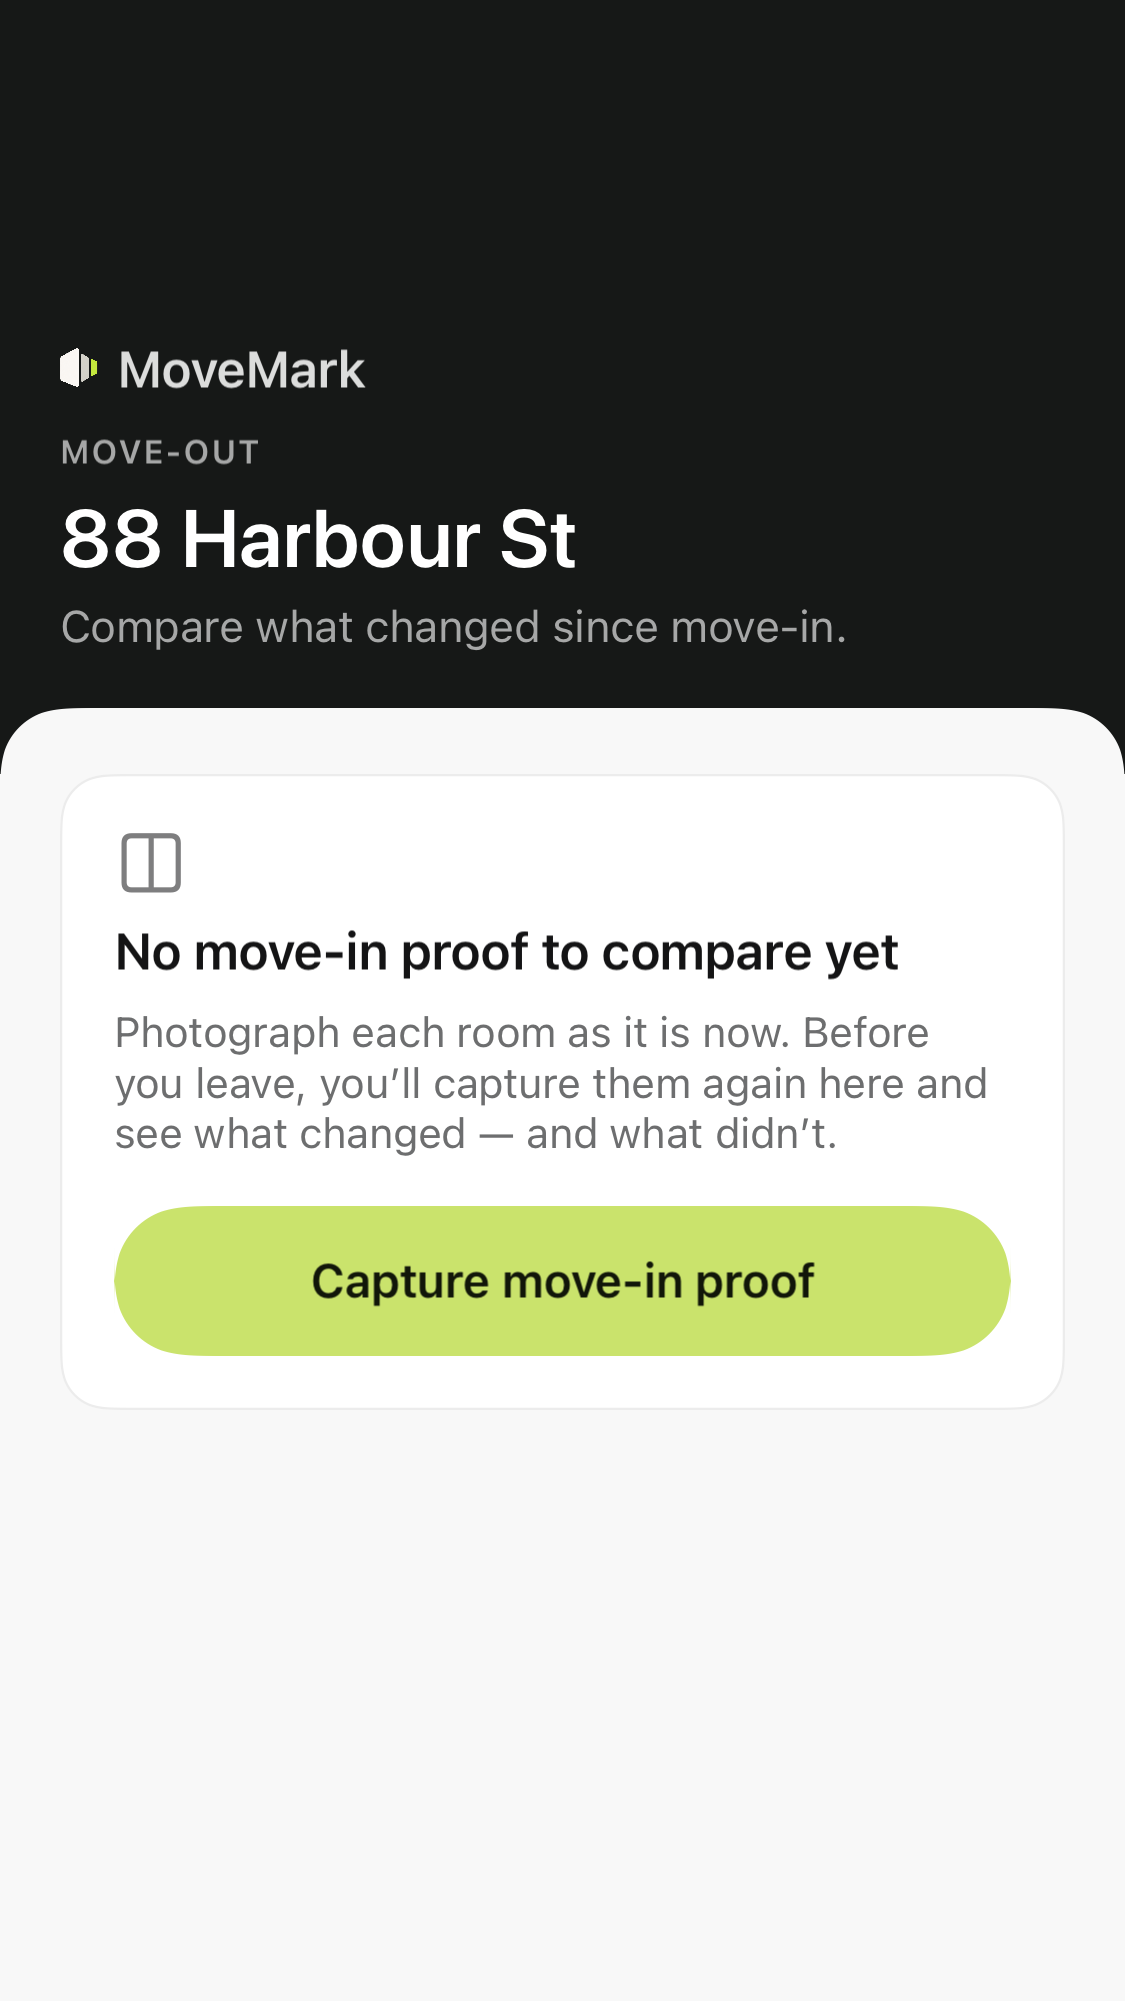 MoveMark
MOVE-OUT
88 Harbour St
Compare what changed since move-in.
No move-in proof to compare yet
Photograph each room as it is now. Before
you leave, you’ll capture them again here and
see what changed — and what didn’t.
Capture move-in proof